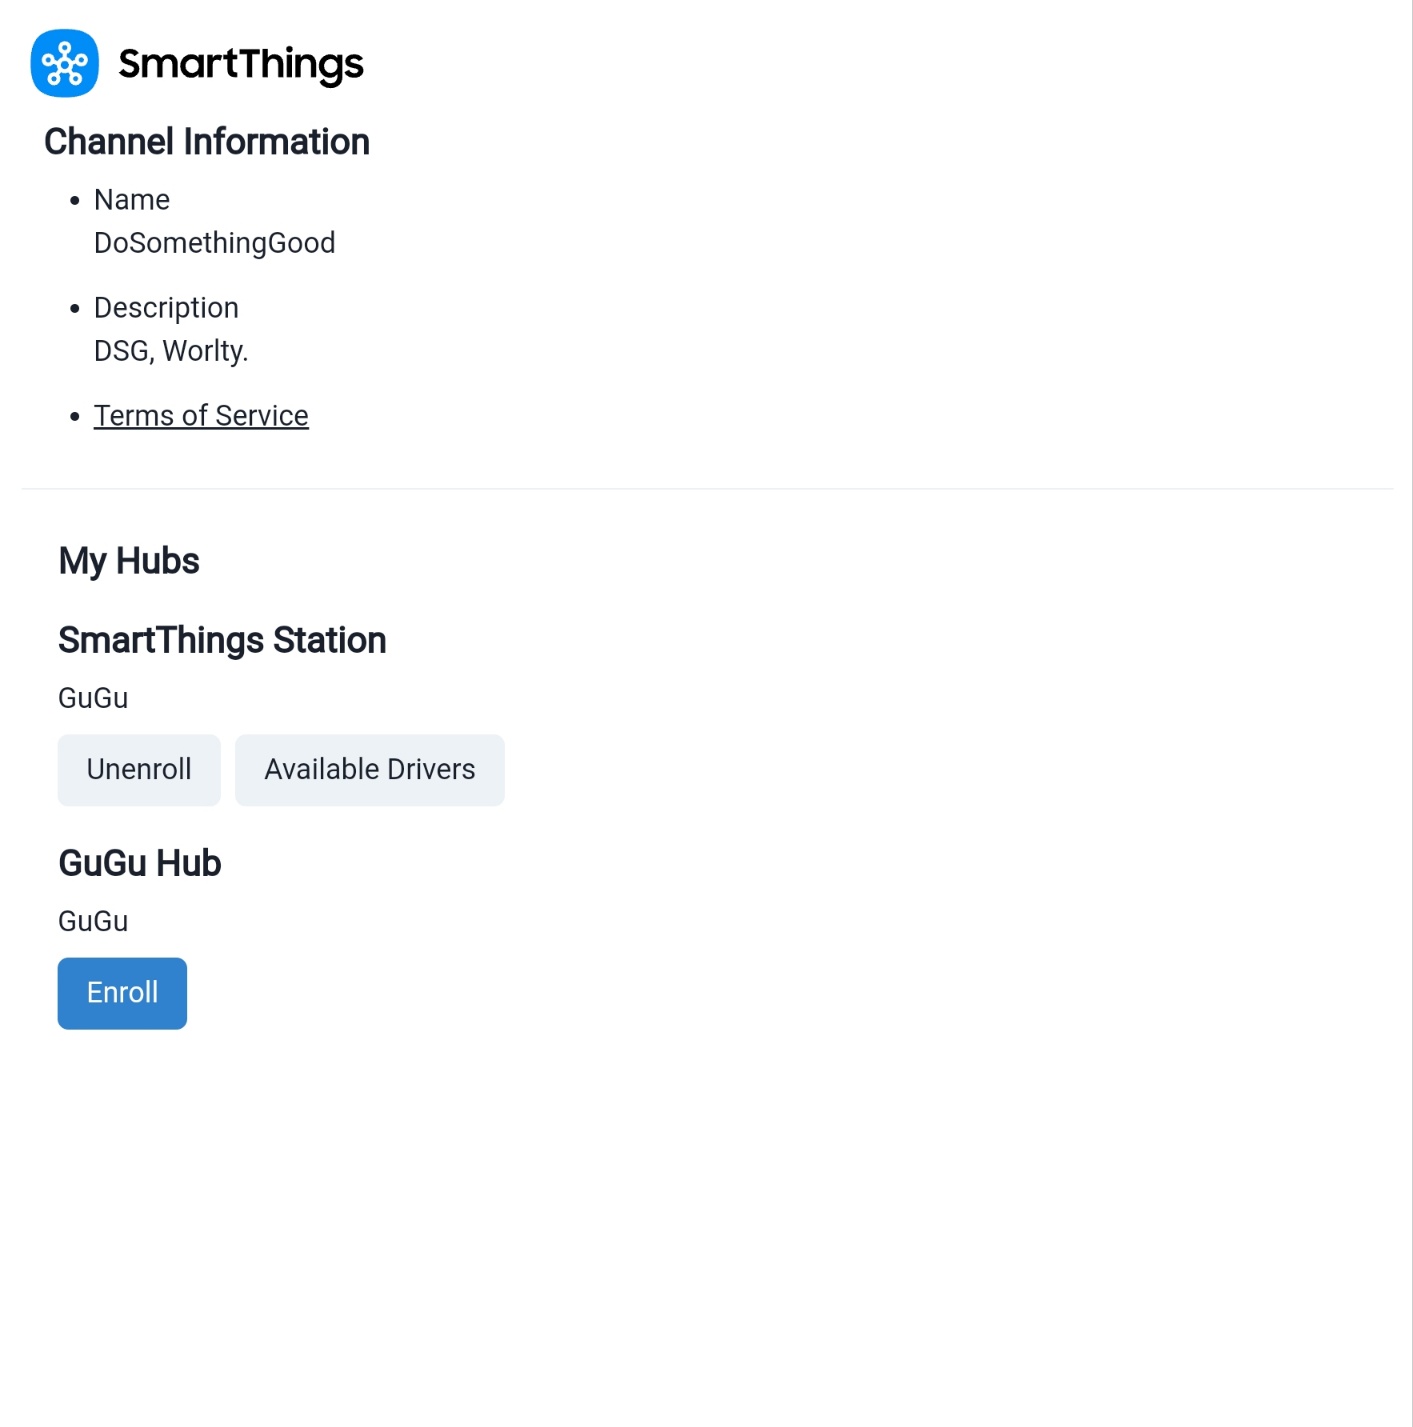 SmartThings
Channel Information
Name
DoSomethingGood
Description
DSG, Worlty.
Terms of Service
My Hubs
SmartThings Station
GuGu
Unenroll Available Drivers
GuGu Hub
GuGu
Enroll